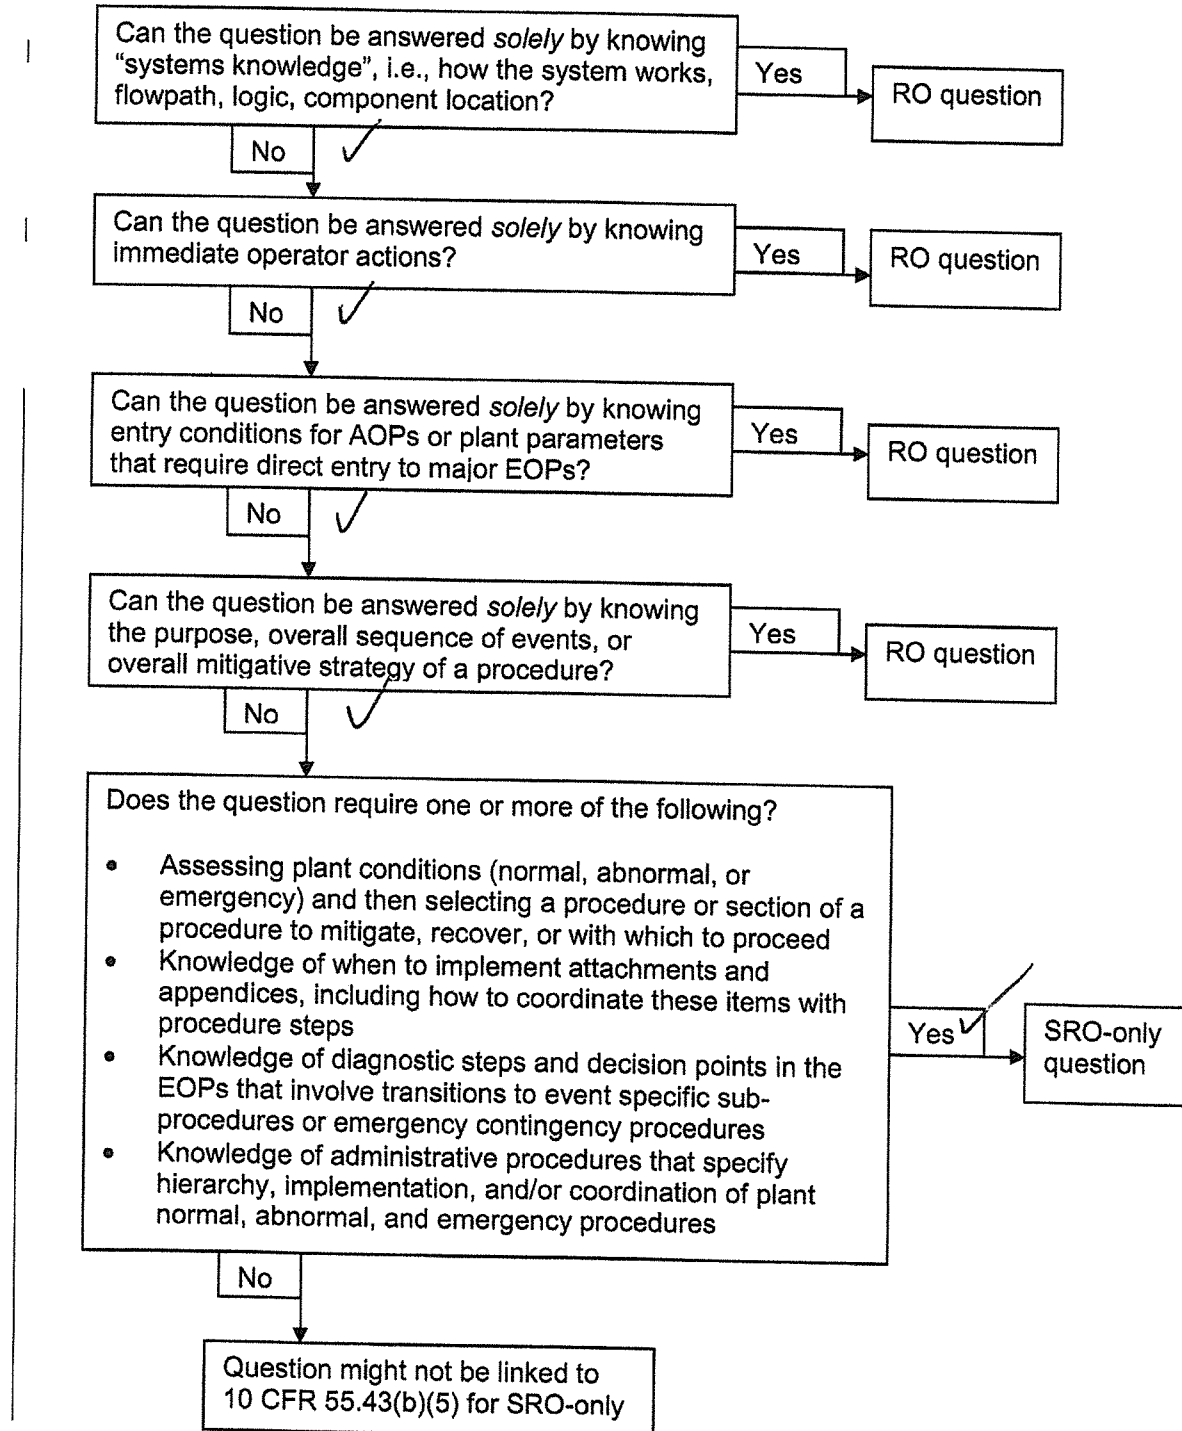 Can the question be answered solely by knowing
“systems knowledge”, i.e., how the system works,
flowpath, logic, component location?
Yes
RO question
No
Can the question be answered solely by knowing
immediate operator actions?
Yes
RO question
No
Can the question be answered solely by knowing
entry conditions for AOPs or plant parameters
that require direct entry to major EOPs?
Yes
RO question
No
Can the question be answered solely by knowing
the purpose, overall sequence of events, or
overall mitigative strategy of a procedure?
Yes
RO question
No
Does the question require one or more of the following?
• Assessing plant conditions (normal, abnormal, or
emergency) and then selecting a procedure or section of a
procedure to mitigate, recover, or with which to proceed
• Knowledge of when to implement attachments and
appendices, including how to coordinate these items with
procedure steps
• Knowledge of diagnostic steps and decision points in the
EOPs that involve transitions to event specific sub-
procedures or emergency contingency procedures
• Knowledge of administrative procedures that specify
hierarchy, implementation, and/or coordination of plant
normal, abnormal, and emergency procedures
Yes
SRO-only
question
No
Question might not be linked to
10 CFR 55.43(b)(5) for SRO-only